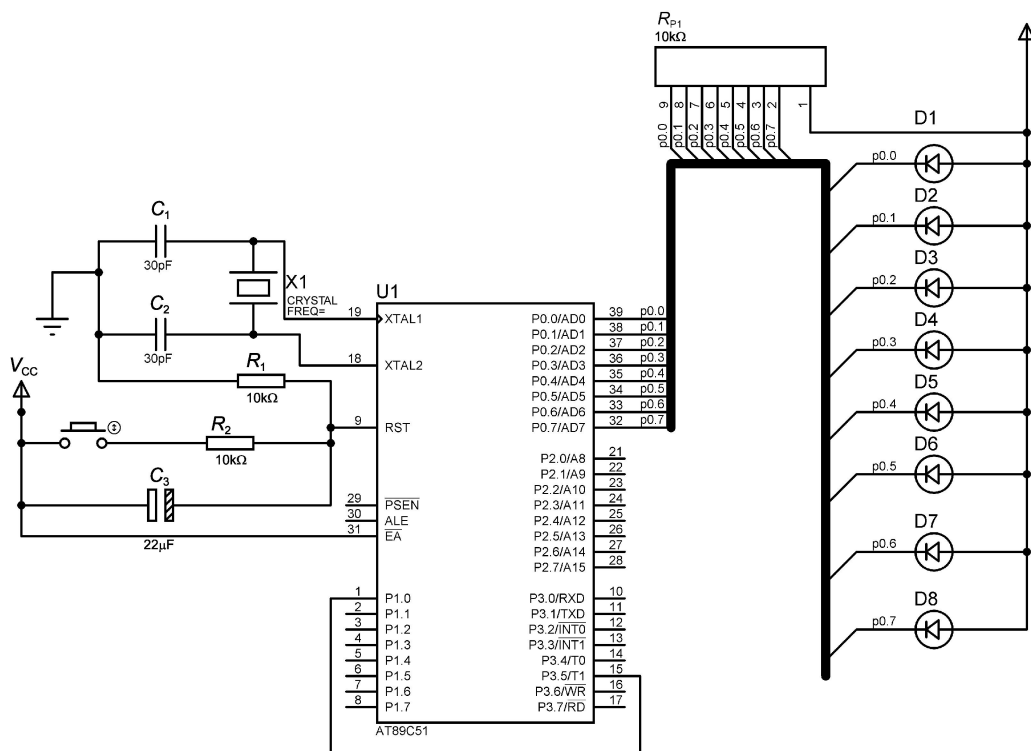 R_P1
10kΩ
9 8 7 6 5 4 3 2 1
p0.0 p0.1 p0.2 p0.3 p0.4 p0.5 p0.6 p0.7
D1
p0.0
D2
p0.1
D3
p0.2
D4
p0.3
D5
p0.4
D6
p0.5
D7
p0.6
D8
p0.7
C_1
30pF
X1
CRYSTAL
FREQ=
C_2
30pF
V_CC
R_1
10kΩ
R_2
10kΩ
C_3
22μF
U1
19 XTAL1
18 XTAL2
9 RST
29 PSEN
30 ALE
31 EA
1 P1.0
2 P1.1
3 P1.2
4 P1.3
5 P1.4
6 P1.5
7 P1.6
8 P1.7
P0.0/AD0 39 p0.0
P0.1/AD1 38 p0.1
P0.2/AD2 37 p0.2
P0.3/AD3 36 p0.3
P0.4/AD4 35 p0.4
P0.5/AD5 34 p0.5
P0.6/AD6 33 p0.6
P0.7/AD7 32 p0.7
P2.0/A8 21
P2.1/A9 22
P2.2/A10 23
P2.3/A11 24
P2.4/A12 25
P2.5/A13 26
P2.6/A14 27
P2.7/A15 28
P3.0/RXD 10
P3.1/TXD 11
P3.2/INT0 12
P3.3/INT1 13
P3.4/T0 14
P3.5/T1 15
P3.6/WR 16
P3.7/RD 17
AT89C51